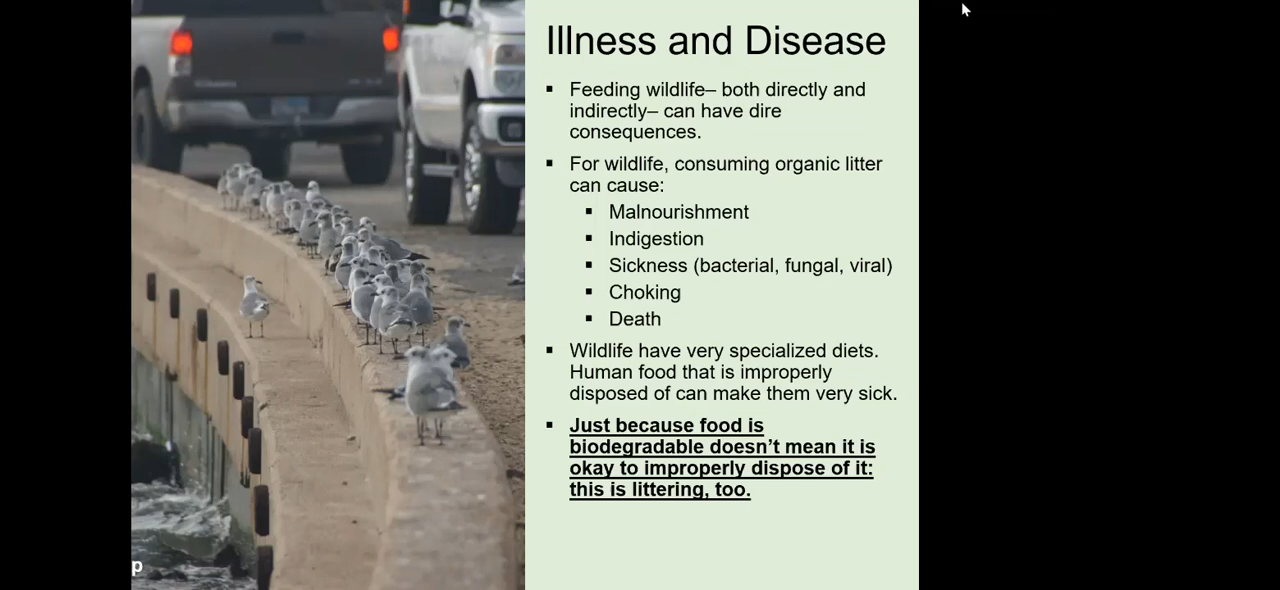 Illness and Disease
▪ Feeding wildlife– both directly and
indirectly– can have dire
consequences.
▪ For wildlife, consuming organic litter
can cause:
▪ Malnourishment
▪ Indigestion
▪ Sickness (bacterial, fungal, viral)
▪ Choking
▪ Death
▪ Wildlife have very specialized diets.
Human food that is improperly
disposed of can make them very sick.
▪ Just because food is
biodegradable doesn’t mean it is
okay to improperly dispose of it:
this is littering, too.
p